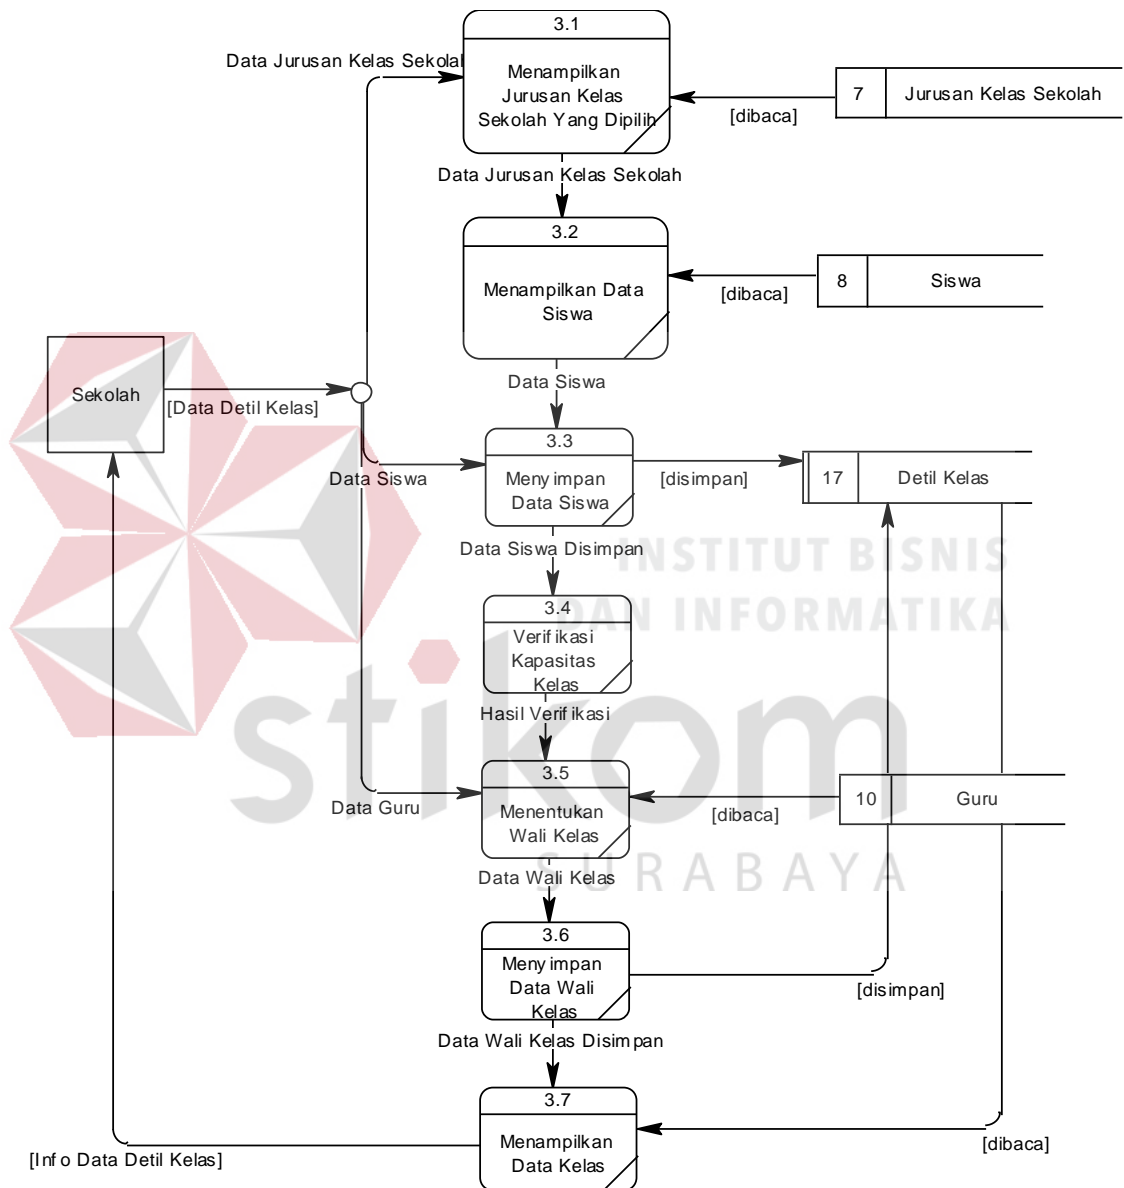 3.1
Data Jurusan Kelas Sekolah
Menampilkan
Jurusan Kelas
Sekolah Yang Dipilih
7
Jurusan Kelas Sekolah
[dibaca]
Data Jurusan Kelas Sekolah
3.2
Menampilkan Data
Siswa
8
Siswa
[dibaca]
Data Siswa
Sekolah
[Data Detil Kelas]
3.3
Menyimpan
Data Siswa
Data Siswa
[disimpan]
17
Detil Kelas
Data Siswa Disimpan
INSTITUT BISNIS
DAN INFORMATIKA
3.4
Verifikasi
Kapasitas
Kelas
Hasil Verifikasi
stikom
3.5
Menentukan
Wali Kelas
Data Guru
[dibaca]
10
Guru
SURABAYA
Data Wali Kelas
3.6
Menyimpan
Data Wali
Kelas
[disimpan]
Data Wali Kelas Disimpan
3.7
Menampilkan
Data Kelas
[dibaca]
[Info Data Detil Kelas]